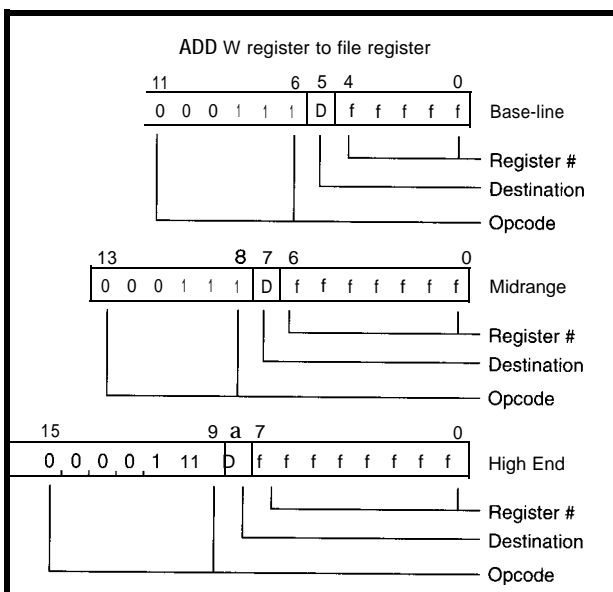 ADD W register to file register
11 6 5 4 0
0 0 0 1 1 1 D f f f f f Base-line
Register #
Destination
Opcode
13 8 7 6 0
0 0 0 1 1 1 D f f f f f f f Midrange
Register #
Destination
Opcode
15 9 a 7 0
0 0 0 0 1 11 D f f f f f f f f High End
Register #
Destination
Opcode